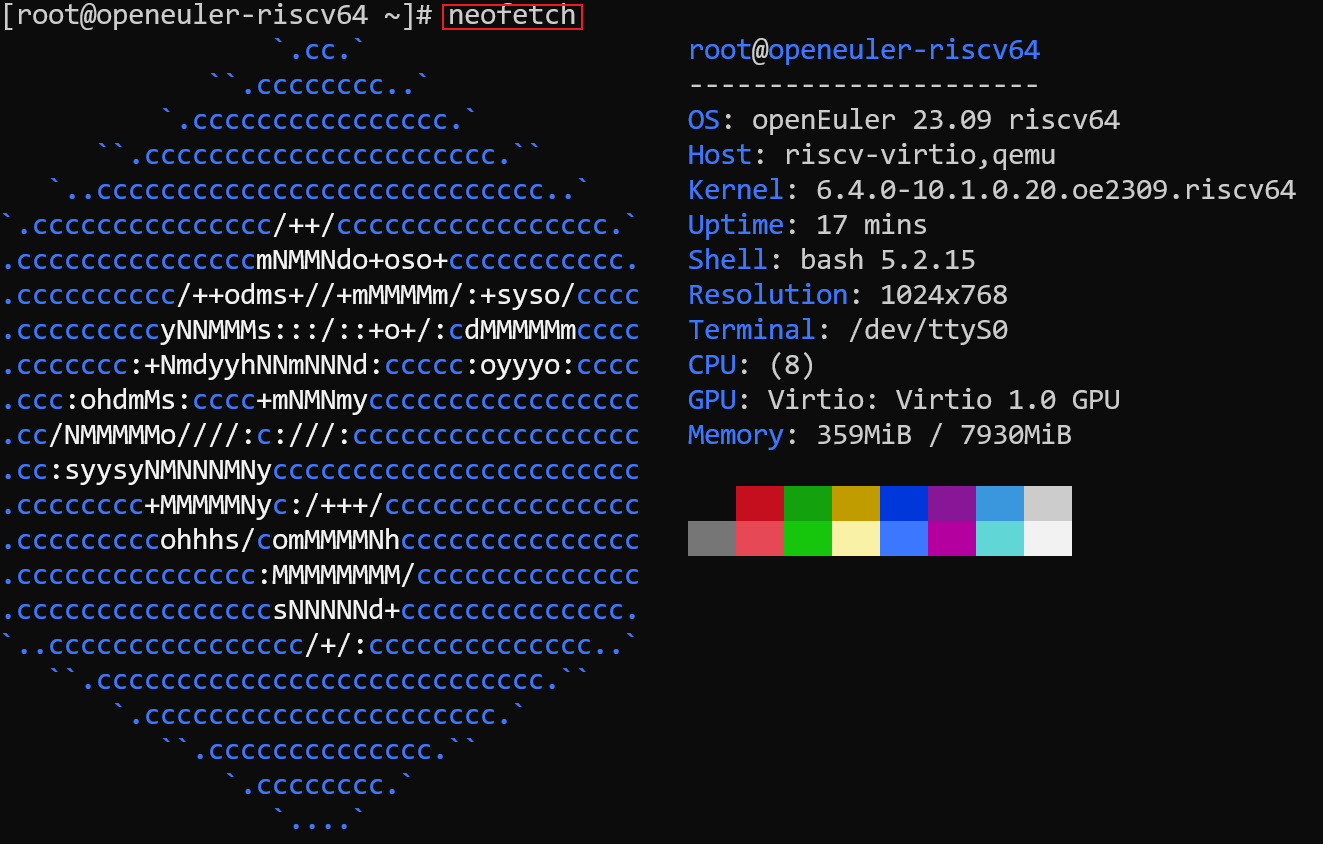 [root@openeuler-riscv64 ~]# neofetch
`.cc.`
``.cccccccc..`
`.cccccccccccccccc.`
``.cccccccccccccccccccccc.``
`..cccccccccccccccccccccccccccc..`
`.ccccccccccccccc/++/ccccccccccccccccc.`
.cccccccccccccccmNMMNdo+oso+ccccccccccc.
.cccccccccc/++odms+//+mMMMMm/:+syso/cccc
.cccccccccyNNMMMs:::/::+o+/:cdMMMMMmcccc
.ccccccc:+NmdyyhNNmNNNd:ccccc:oyyyo:cccc
.ccc:ohdmMs:cccc+mNMNmyccccccccccccccccc
.cc/NMMMMMo////:c:///:cccccccccccccccccc
.cc:syysyNMNNNMNyccccccccccccccccccccccc
.cccccccc+MMMMMNyc:/+++/cccccccccccccccc
.cccccccccohhhs/comMMMMNhccccccccccccccc
.ccccccccccccccc:MMMMMMMM/cccccccccccccc
.ccccccccccccccccsNNNNNd+cccccccccccccc.
`..cccccccccccccccc/+/:cccccccccccccc..`
``.cccccccccccccccccccccccccccc.``
`.cccccccccccccccccccccc.`
``.cccccccccccccc.``
`.cccccccc.`
`....`
root@openeuler-riscv64
----------------------
OS: openEuler 23.09 riscv64
Host: riscv-virtio,qemu
Kernel: 6.4.0-10.1.0.20.oe2309.riscv64
Uptime: 17 mins
Shell: bash 5.2.15
Resolution: 1024x768
Terminal: /dev/ttyS0
CPU: (8)
GPU: Virtio: Virtio 1.0 GPU
Memory: 359MiB / 7930MiB